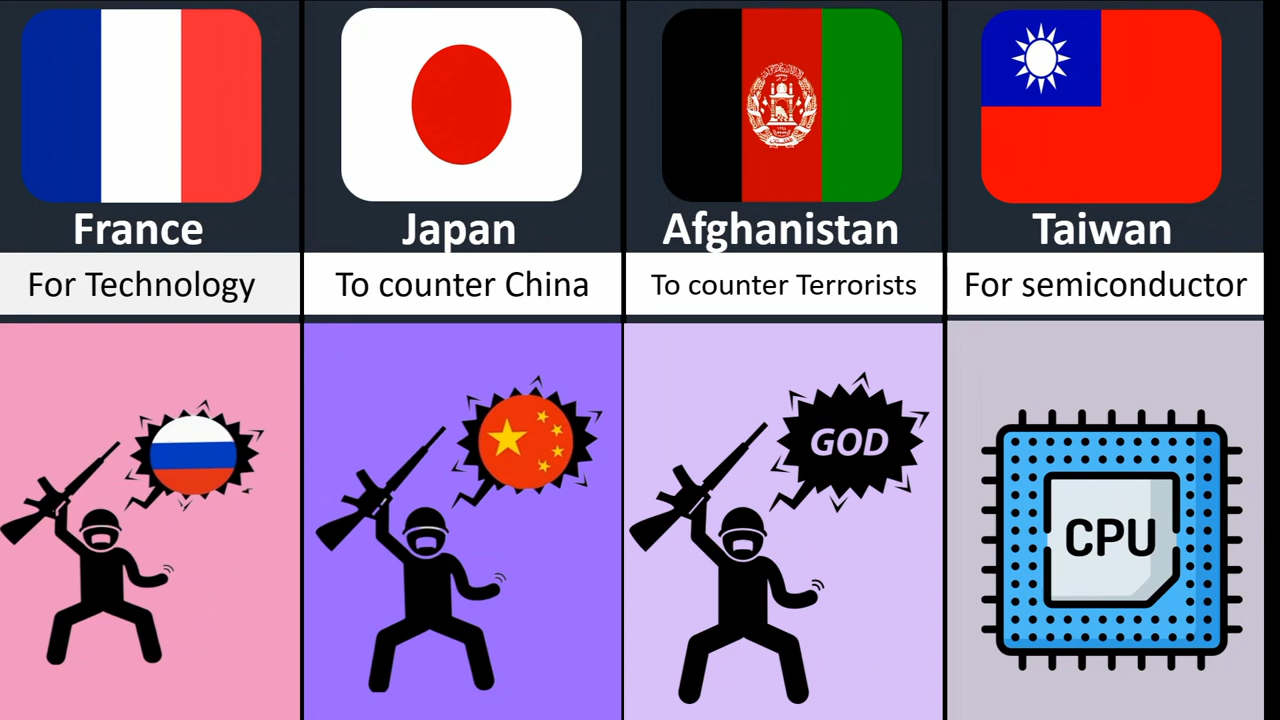 France
For Technology
Japan
To counter China
GOD
Afghanistan
To counter Terrorists
Taiwan
For semiconductor
CPU